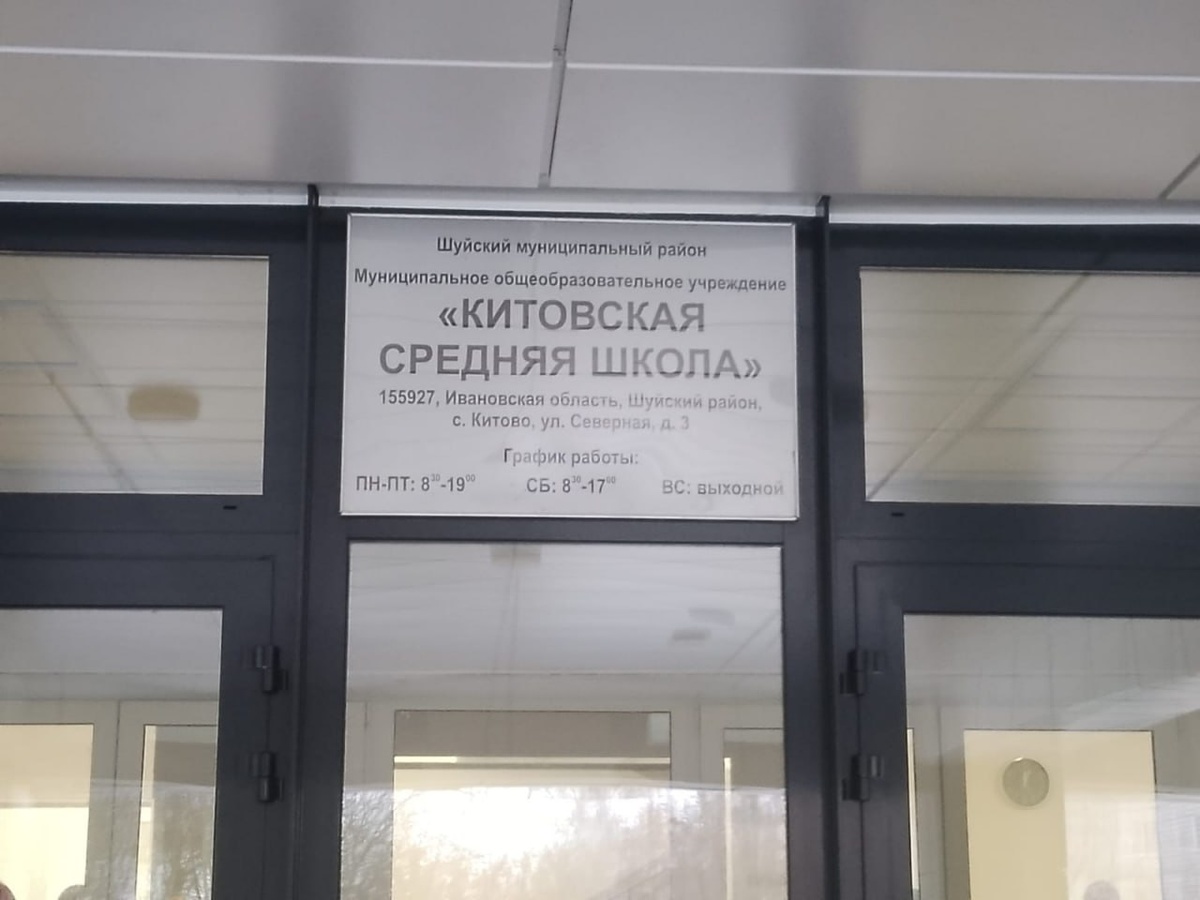 Шуйский муниципальный район
Муниципальное общеобразовательное учреждение
«КИТОВСКАЯ
СРЕДНЯЯ ШКОЛА»
155927, Ивановская область, Шуйский район,
с. Китово, ул. Северная, д. 3
График работы:
ПН-ПТ: 8³⁰-19⁰⁰ СБ: 8³⁰-17⁰⁰ ВС: выходной